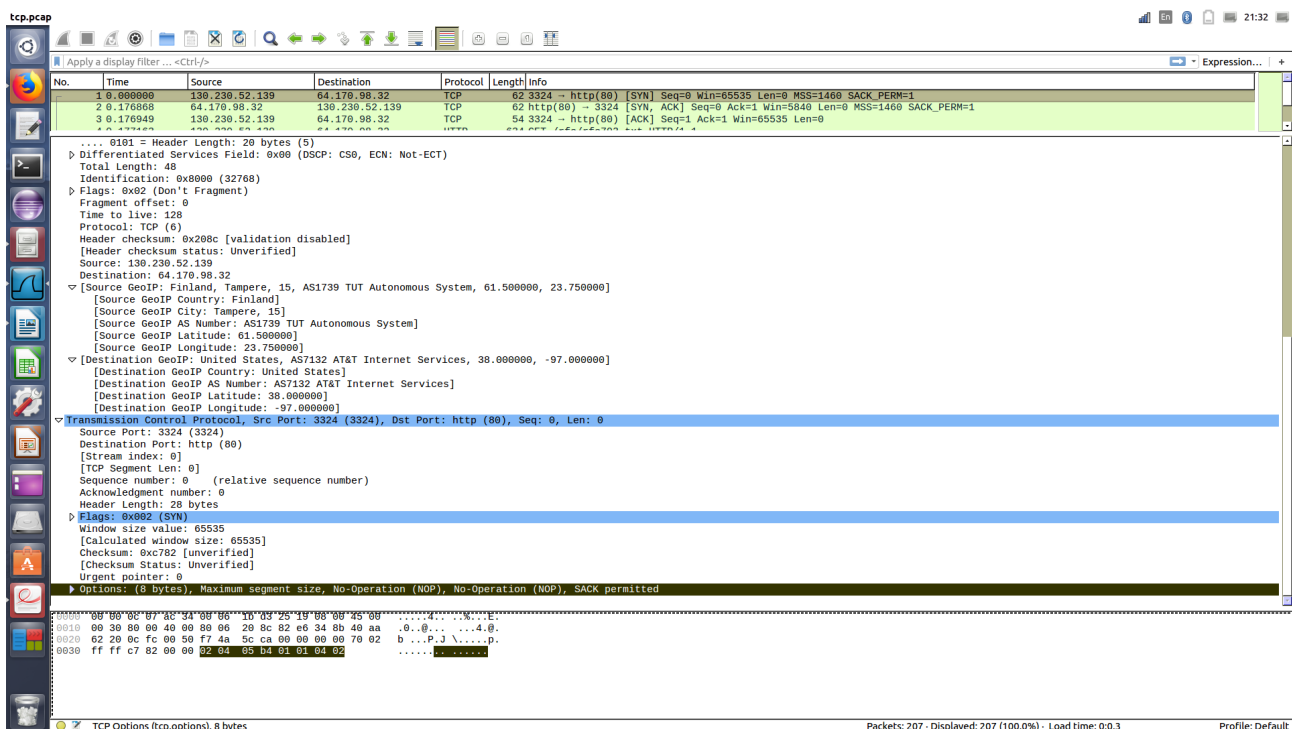 tcp.pcap
En
21:32
Apply a display filter ... <Ctrl-/>
Expression... +
No. Time Source Destination Protocol Length Info
1 0.000000 130.230.52.139 64.170.98.32 TCP 62 3324 → http(80) [SYN] Seq=0 Win=65535 Len=0 MSS=1460 SACK_PERM=1
2 0.176868 64.170.98.32 130.230.52.139 TCP 62 http(80) → 3324 [SYN, ACK] Seq=0 Ack=1 Win=5840 Len=0 MSS=1460 SACK_PERM=1
3 0.176949 130.230.52.139 64.170.98.32 TCP 54 3324 → http(80) [ACK] Seq=1 Ack=1 Win=65535 Len=0
.... 0101 = Header Length: 20 bytes (5)
Differentiated Services Field: 0x00 (DSCP: CS0, ECN: Not-ECT)
Total Length: 48
Identification: 0x8000 (32768)
Flags: 0x02 (Don't Fragment)
Fragment offset: 0
Time to live: 128
Protocol: TCP (6)
Header checksum: 0x208c [validation disabled]
[Header checksum status: Unverified]
Source: 130.230.52.139
Destination: 64.170.98.32
[Source GeoIP: Finland, Tampere, 15, AS1739 TUT Autonomous System, 61.500000, 23.750000]
[Source GeoIP Country: Finland]
[Source GeoIP City: Tampere, 15]
[Source GeoIP AS Number: AS1739 TUT Autonomous System]
[Source GeoIP Latitude: 61.500000]
[Source GeoIP Longitude: 23.750000]
[Destination GeoIP: United States, AS7132 AT&T Internet Services, 38.000000, -97.000000]
[Destination GeoIP Country: United States]
[Destination GeoIP AS Number: AS7132 AT&T Internet Services]
[Destination GeoIP Latitude: 38.000000]
[Destination GeoIP Longitude: -97.000000]
Transmission Control Protocol, Src Port: 3324 (3324), Dst Port: http (80), Seq: 0, Len: 0
Source Port: 3324 (3324)
Destination Port: http (80)
[Stream index: 0]
[TCP Segment Len: 0]
Sequence number: 0 (relative sequence number)
Acknowledgment number: 0
Header Length: 28 bytes
Flags: 0x002 (SYN)
Window size value: 65535
[Calculated window size: 65535]
Checksum: 0xc782 [unverified]
[Checksum Status: Unverified]
Urgent pointer: 0
Options: (8 bytes), Maximum segment size, No-Operation (NOP), No-Operation (NOP), SACK permitted
0000 00 00 0c 07 ac 34 00 06 1b d3 25 19 08 00 45 00 .....4.. ..%...E.
0010 00 30 80 00 40 00 80 06 20 8c 82 e6 34 8b 40 aa .0..@... ...4.@.
0020 62 20 0c fc 00 50 f7 4a 5c ca 00 00 00 00 70 02 b ...P.J \.....p.
0030 ff ff c7 82 00 00 02 04 05 b4 01 01 04 02 ........ ......
TCP Options (tcp.options), 8 bytes
Packets: 207 · Displayed: 207 (100.0%) · Load time: 0:0.3
Profile: Default